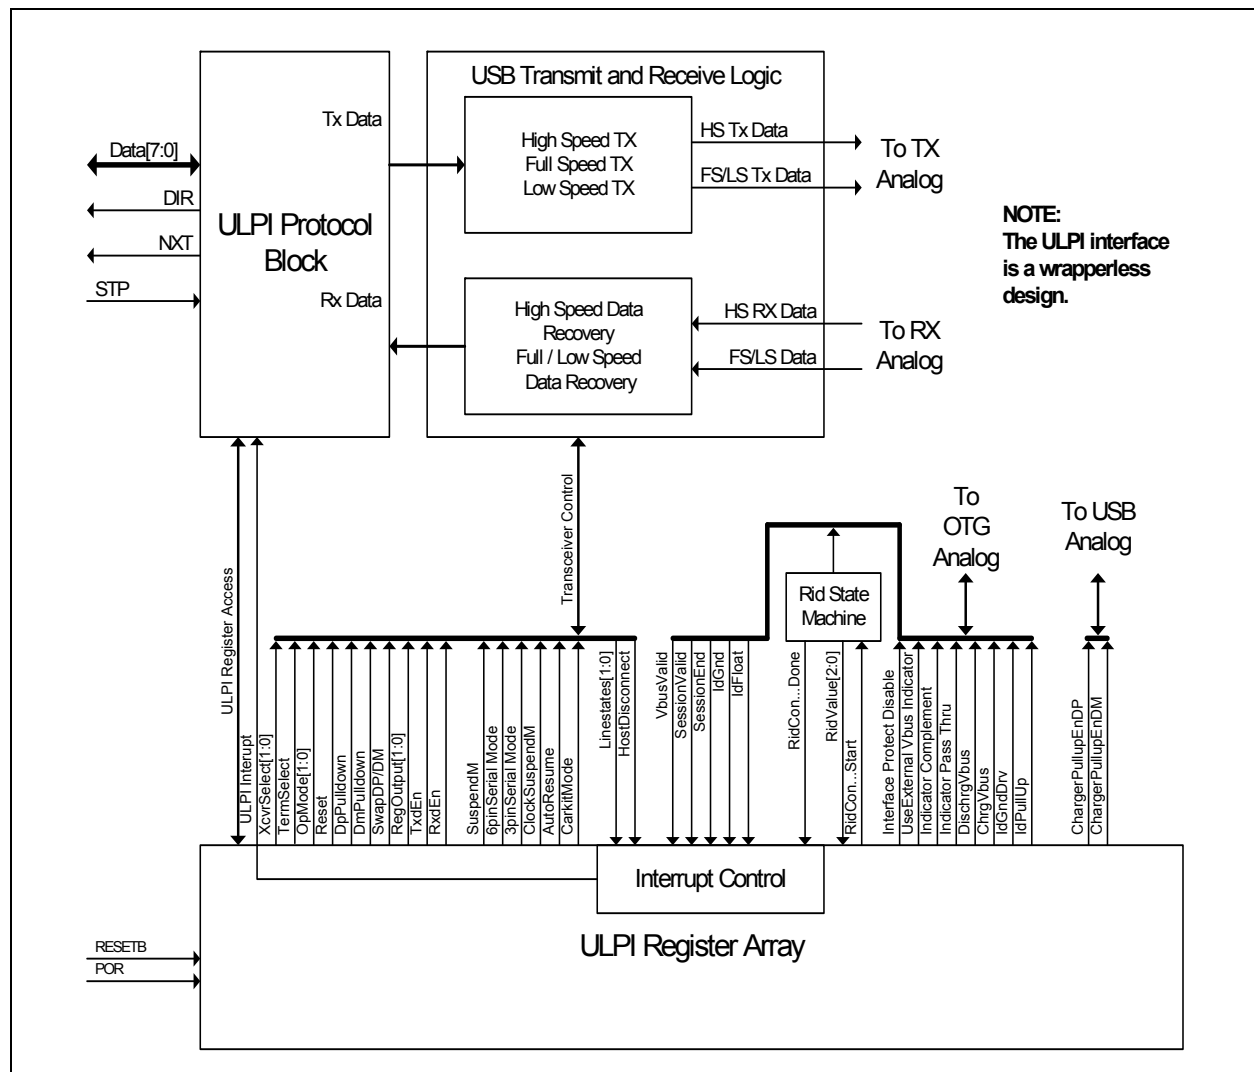 USB Transmit and Receive Logic
Tx Data
High Speed TX
Full Speed TX
Low Speed TX
HS Tx Data
FS/LS Tx Data
To TX
Analog
Data[7:0]
DIR
NXT
STP
ULPI Protocol
Block
Rx Data
High Speed Data
Recovery
Full / Low Speed
Data Recovery
HS RX Data
FS/LS Data
To RX
Analog
NOTE:
The ULPI interface
is a wrapperless
design.
ULPI Register Access
ULPI Interupt
Transceiver Control
To
OTG
Analog
To USB
Analog
Rid State
Machine
XcvrSelect[1:0]
TermSelect
OpMode[1:0]
Reset
DpPulldown
DmPulldown
SwapDP/DM
RegOutput[1:0]
TxdEn
RxdEn
SuspendM
6pinSerial Mode
3pinSerial Mode
ClockSuspendM
AutoResume
CarkitMode
Linestates[1:0]
HostDisconnect
VbusValid
SessionValid
SessionEnd
IdGnd
IdFloat
RidCon...Done
RidValue[2:0]
RidCon...Start
Interface Protect Disable
UseExternal Vbus Indicator
Indicator Complement
Indicator Pass Thru
DischrgVbus
ChrgVbus
IdGndDrv
IdPullUp
ChargerPullupEnDP
ChargerPullupEnDM
Interrupt Control
ULPI Register Array
RESETB
POR